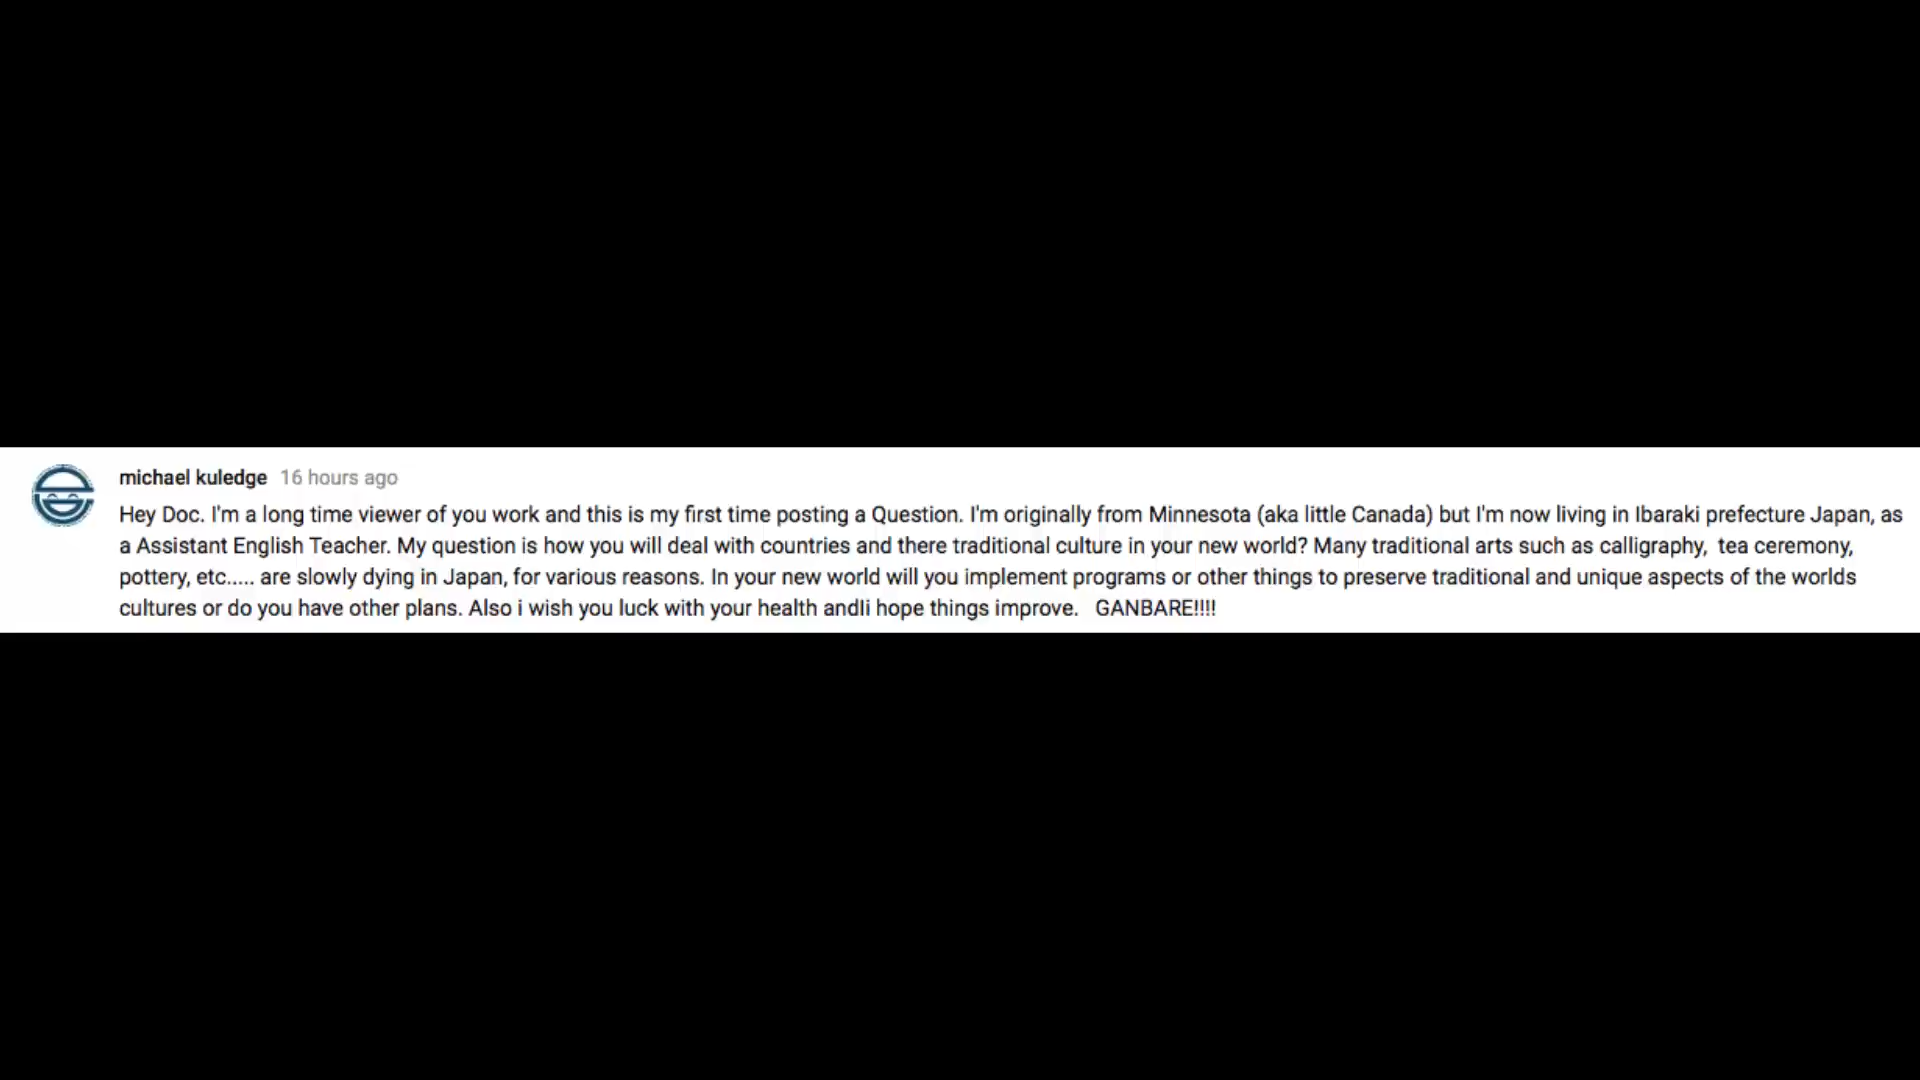 michael kuledge 16 hours ago
Hey Doc. I'm a long time viewer of you work and this is my first time posting a Question. I'm originally from Minnesota (aka little Canada) but I'm now living in Ibaraki prefecture Japan, as
a Assistant English Teacher. My question is how you will deal with countries and there traditional culture in your new world? Many traditional arts such as calligraphy,  tea ceremony,
pottery, etc..... are slowly dying in Japan, for various reasons. In your new world will you implement programs or other things to preserve traditional and unique aspects of the worlds
cultures or do you have other plans. Also i wish you luck with your health andIi hope things improve.   GANBARE!!!!